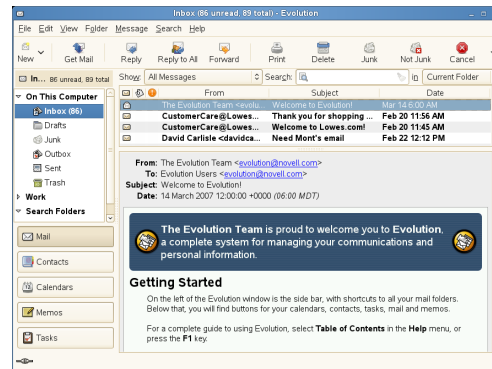 Inbox (86 unread, 89 total) - Evolution
File Edit View Folder Message Search Help
New Get Mail Reply Reply to All Forward Print Delete Junk Not Junk Cancel
In... 86 unread, 89 total Show: All Messages Search: in Current Folder
On This Computer
Inbox (86)
Drafts
Junk
Outbox
Sent
Trash
Work
Search Folders
Mail
Contacts
Calendars
Memos
Tasks
From Subject Date
The Evolution Team <evolu... Welcome to Evolution! Mar 14 6:00 AM
CustomerCare@Lowes... Thank you for shopping ... Feb 20 11:56 AM
CustomerCare@Lowes... Welcome to Lowes.com! Feb 20 11:45 AM
David Carlisle <davidca... Need Mont's email Feb 22 12:12 PM
From: The Evolution Team <evolution@novell.com>
To: Evolution Users <evolution@novell.com>
Subject: Welcome to Evolution!
Date: 14 March 2007 12:00:00 +0000 (06:00 MDT)
The Evolution Team is proud to welcome you to Evolution,
a complete system for managing your communications and
personal information.
Getting Started
On the left of the Evolution window is the side bar, with shortcuts to all your mail folders.
Below that, you will find buttons for your calendars, contacts, tasks, mail and memos.
For a complete guide to using Evolution, select Table of Contents in the Help menu, or
press the F1 key.